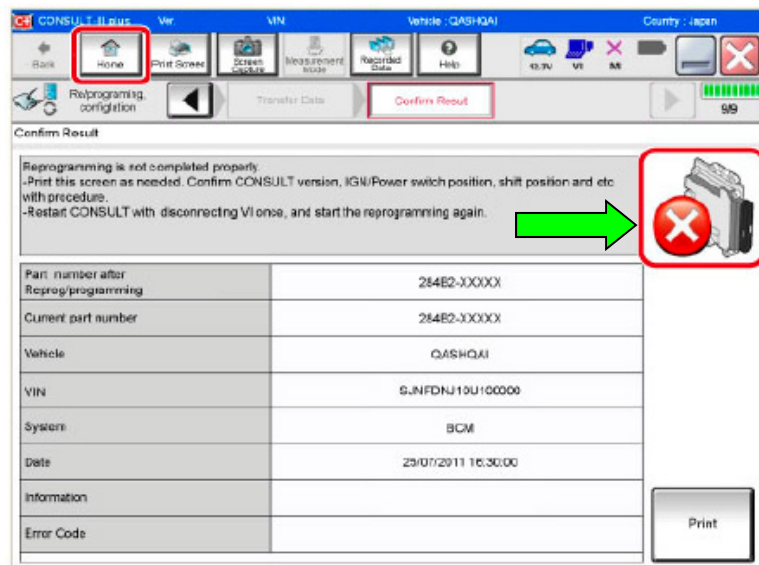 CONSULT-III plus Ver. VIN: Vehicle : QASHQAI Country : Japan
Back Home Print Screen Screen Capture Measurement Mode Recorded Data Help 12.3V VI MI
Re/programing, configration Transfer Data Confirm Result 9/9
Confirm Result
Reprogramming is not completed properly.
-Print this screen as needed. Confirm CONSULT version, IGN/Power switch position, shift position and etc
with procedure.
-Restart CONSULT with disconnecting VI once, and start the reprogramming again.
Part number after
Reprog/programming
284B2-XXXXX
Current part number 284B2-XXXXX
Vehicle QASHQAI
VIN SJNFDNJ10U100000
System BCM
Date 25/07/2011 16:30:00
Information
Error Code
Print